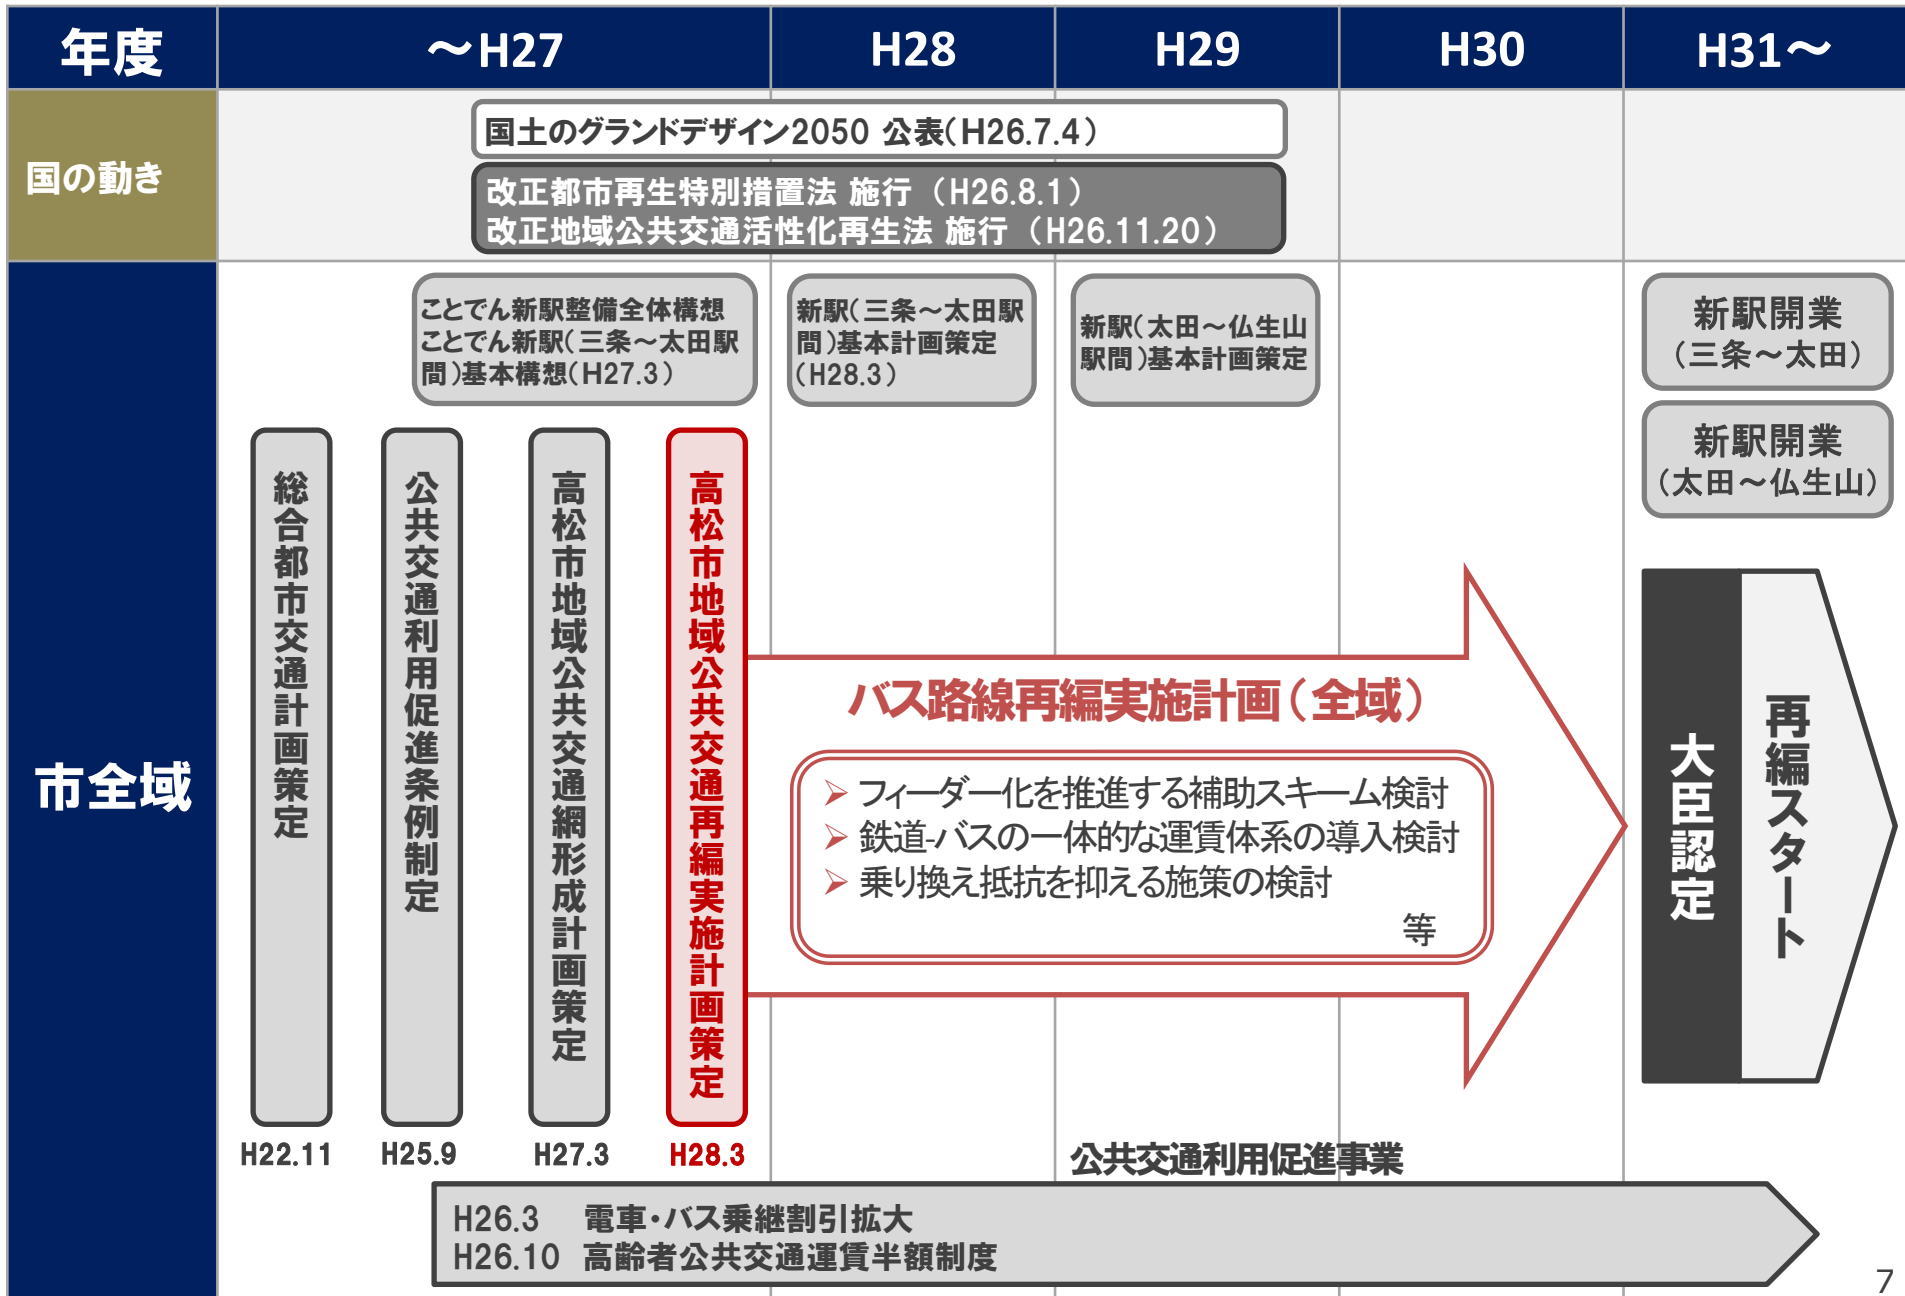 年度
～H27
H28
H29
H30
H31～
国の動き
国土のグランドデザイン2050 公表(H26.7.4)
改正都市再生特別措置法 施行 (H26.8.1)
改正地域公共交通活性化再生法 施行 (H26.11.20)
市全域
ことでん新駅整備全体構想
ことでん新駅(三条～太田駅
間)基本構想(H27.3)
新駅(三条～太田駅
間)基本計画策定
(H28.3)
新駅(太田～仏生山
駅間)基本計画策定
新駅開業
(三条～太田)
新駅開業
(太田～仏生山)
総合都市交通計画策定
公共交通利用促進条例制定
高松市地域公共交通網形成計画策定
高松市地域公共交通再編実施計画策定
H22.11
H25.9
H27.3
H28.3
バス路線再編実施計画(全域)
➢ フィーダー化を推進する補助スキーム検討
➢ 鉄道-バスの一体的な運賃体系の導入検討
➢ 乗り換え抵抗を抑える施策の検討
等
大臣認定
再編スタート
公共交通利用促進事業
H26.3 電車・バス乗継割引拡大
H26.10 高齢者公共交通運賃半額制度
7